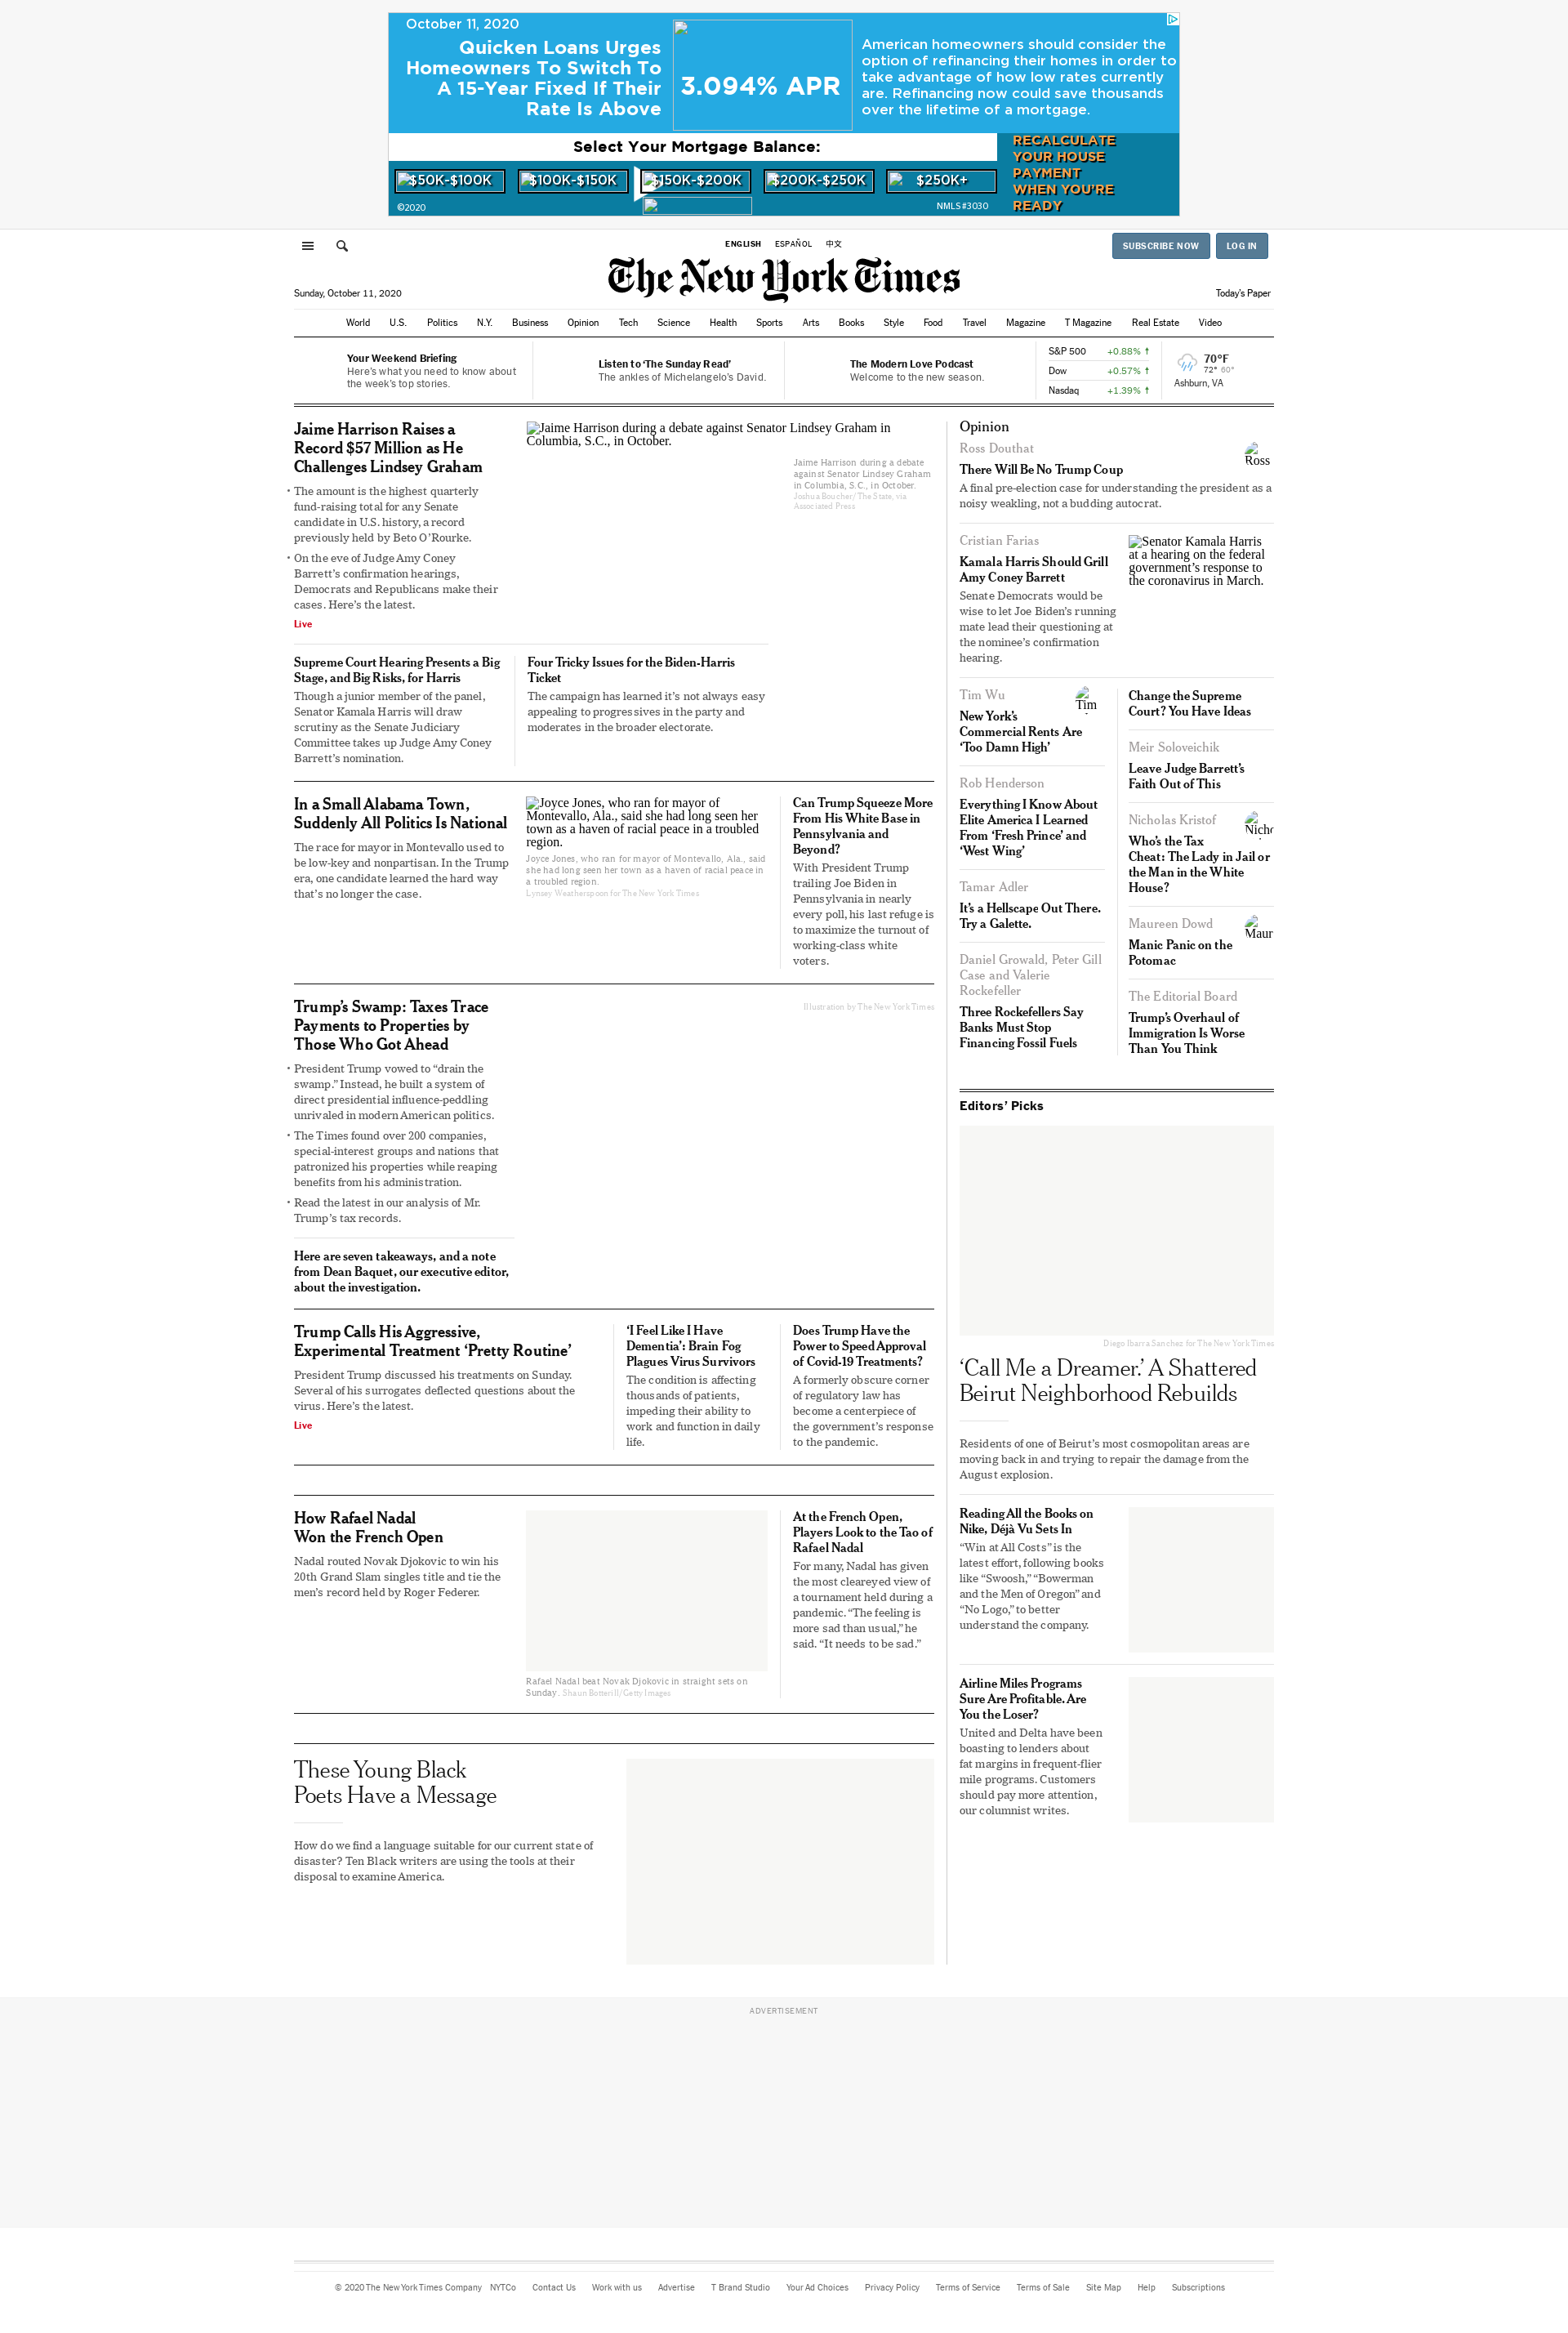 October 11, 2020
Quicken Loans Urges
Homeowners To Switch To
A 15-Year Fixed If Their
Rate Is Above
3.094% APR
American homeowners should consider the
option of refinancing their homes in order to
take advantage of how low rates currently
are. Refinancing now could save thousands
over the lifetime of a mortgage.
Select Your Mortgage Balance:
$50K-$100K
$100K-$150K
$150K-$200K
$200K-$250K
$250K+
RECALCULATE
YOUR HOUSE
PAYMENT
WHEN YOU'RE
READY
©2020
NMLS #3030
ENGLISH
ESPAÑOL
中文
SUBSCRIBE NOW
LOG IN
The New York Times
Sunday, October 11, 2020
Today's Paper
World U.S. Politics N.Y. Business Opinion Tech Science Health Sports Arts Books Style Food Travel Magazine T Magazine Real Estate Video
Your Weekend Briefing
Here's what you need to know about
the week's top stories.
Listen to 'The Sunday Read'
The ankles of Michelangelo's David.
The Modern Love Podcast
Welcome to the new season.
S&P 500 +0.88% ↑
Dow +0.57% ↑
Nasdaq +1.39% ↑
70°F
72° 60°
Ashburn, VA
Jaime Harrison Raises a
Record $57 Million as He
Challenges Lindsey Graham
• The amount is the highest quarterly
fund-raising total for any Senate
candidate in U.S. history, a record
previously held by Beto O'Rourke.
• On the eve of Judge Amy Coney
Barrett's confirmation hearings,
Democrats and Republicans make their
cases. Here's the latest.
Live
Jaime Harrison during a debate against Senator Lindsey Graham in
Columbia, S.C., in October.
Jaime Harrison during a debate
against Senator Lindsey Graham
in Columbia, S.C., in October.
Joshua Boucher/The State, via
Associated Press
Supreme Court Hearing Presents a Big
Stage, and Big Risks, for Harris
Though a junior member of the panel,
Senator Kamala Harris will draw
scrutiny as the Senate Judiciary
Committee takes up Judge Amy Coney
Barrett's nomination.
Four Tricky Issues for the Biden-Harris
Ticket
The campaign has learned it's not always easy
appealing to progressives in the party and
moderates in the broader electorate.
In a Small Alabama Town,
Suddenly All Politics Is National
The race for mayor in Montevallo used to
be low-key and nonpartisan. In the Trump
era, one candidate learned the hard way
that's no longer the case.
Joyce Jones, who ran for mayor of
Montevallo, Ala., said she had long seen her
town as a haven of racial peace in a troubled
region.
Joyce Jones, who ran for mayor of Montevallo, Ala., said
she had long seen her town as a haven of racial peace in
a troubled region.
Lynsey Weatherspoon for The New York Times
Can Trump Squeeze More
From His White Base in
Pennsylvania and
Beyond?
With President Trump
trailing Joe Biden in
Pennsylvania in nearly
every poll, his last refuge is
to maximize the turnout of
working-class white
voters.
Trump's Swamp: Taxes Trace
Payments to Properties by
Those Who Got Ahead
• President Trump vowed to “drain the
swamp.” Instead, he built a system of
direct presidential influence-peddling
unrivaled in modern American politics.
• The Times found over 200 companies,
special-interest groups and nations that
patronized his properties while reaping
benefits from his administration.
• Read the latest in our analysis of Mr.
Trump's tax records.
Illustration by The New York Times
Here are seven takeaways, and a note
from Dean Baquet, our executive editor,
about the investigation.
Trump Calls His Aggressive,
Experimental Treatment ‘Pretty Routine’
President Trump discussed his treatments on Sunday.
Several of his surrogates deflected questions about the
virus. Here's the latest.
Live
‘I Feel Like I Have
Dementia’: Brain Fog
Plagues Virus Survivors
The condition is affecting
thousands of patients,
impeding their ability to
work and function in daily
life.
Does Trump Have the
Power to Speed Approval
of Covid-19 Treatments?
A formerly obscure corner
of regulatory law has
become a centerpiece of
the government's response
to the pandemic.
How Rafael Nadal
Won the French Open
Nadal routed Novak Djokovic to win his
20th Grand Slam singles title and tie the
men's record held by Roger Federer.
Rafael Nadal beat Novak Djokovic in straight sets on
Sunday. Shaun Botterill/Getty Images
At the French Open,
Players Look to the Tao of
Rafael Nadal
For many, Nadal has given
the most cleareyed view of
a tournament held during a
pandemic. “The feeling is
more sad than usual,” he
said. “It needs to be sad.”
These Young Black
Poets Have a Message
How do we find a language suitable for our current state of
disaster? Ten Black writers are using the tools at their
disposal to examine America.
Opinion
Ross Douthat
Ross
There Will Be No Trump Coup
A final pre-election case for understanding the president as a
noisy weakling, not a budding autocrat.
Cristian Farias
Kamala Harris Should Grill
Amy Coney Barrett
Senate Democrats would be
wise to let Joe Biden's running
mate lead their questioning at
the nominee's confirmation
hearing.
Senator Kamala Harris
at a hearing on the federal
government's response to
the coronavirus in March.
Tim Wu
Tim
New York's
Commercial Rents Are
‘Too Damn High’
Rob Henderson
Everything I Know About
Elite America I Learned
From ‘Fresh Prince’ and
‘West Wing’
Tamar Adler
It's a Hellscape Out There.
Try a Galette.
Daniel Growald, Peter Gill
Case and Valerie
Rockefeller
Three Rockefellers Say
Banks Must Stop
Financing Fossil Fuels
Change the Supreme
Court? You Have Ideas
Meir Soloveichik
Leave Judge Barrett's
Faith Out of This
Nicholas Kristof
Who's the Tax
Cheat: The Lady in Jail or
the Man in the White
House?
Maureen Dowd
Manic Panic on the
Potomac
The Editorial Board
Trump's Overhaul of
Immigration Is Worse
Than You Think
Editors' Picks
Diego Ibarra Sanchez for The New York Times
‘Call Me a Dreamer.’ A Shattered
Beirut Neighborhood Rebuilds
Residents of one of Beirut's most cosmopolitan areas are
moving back in and trying to repair the damage from the
August explosion.
Reading All the Books on
Nike, Déjà Vu Sets In
“Win at All Costs” is the
latest effort, following books
like “Swoosh,” “Bowerman
and the Men of Oregon” and
“No Logo,” to better
understand the company.
Airline Miles Programs
Sure Are Profitable. Are
You the Loser?
United and Delta have been
boasting to lenders about
fat margins in frequent-flier
mile programs. Customers
should pay more attention,
our columnist writes.
ADVERTISEMENT
© 2020 The New York Times Company NYTCo Contact Us Work with us Advertise T Brand Studio Your Ad Choices Privacy Policy Terms of Service Terms of Sale Site Map Help Subscriptions